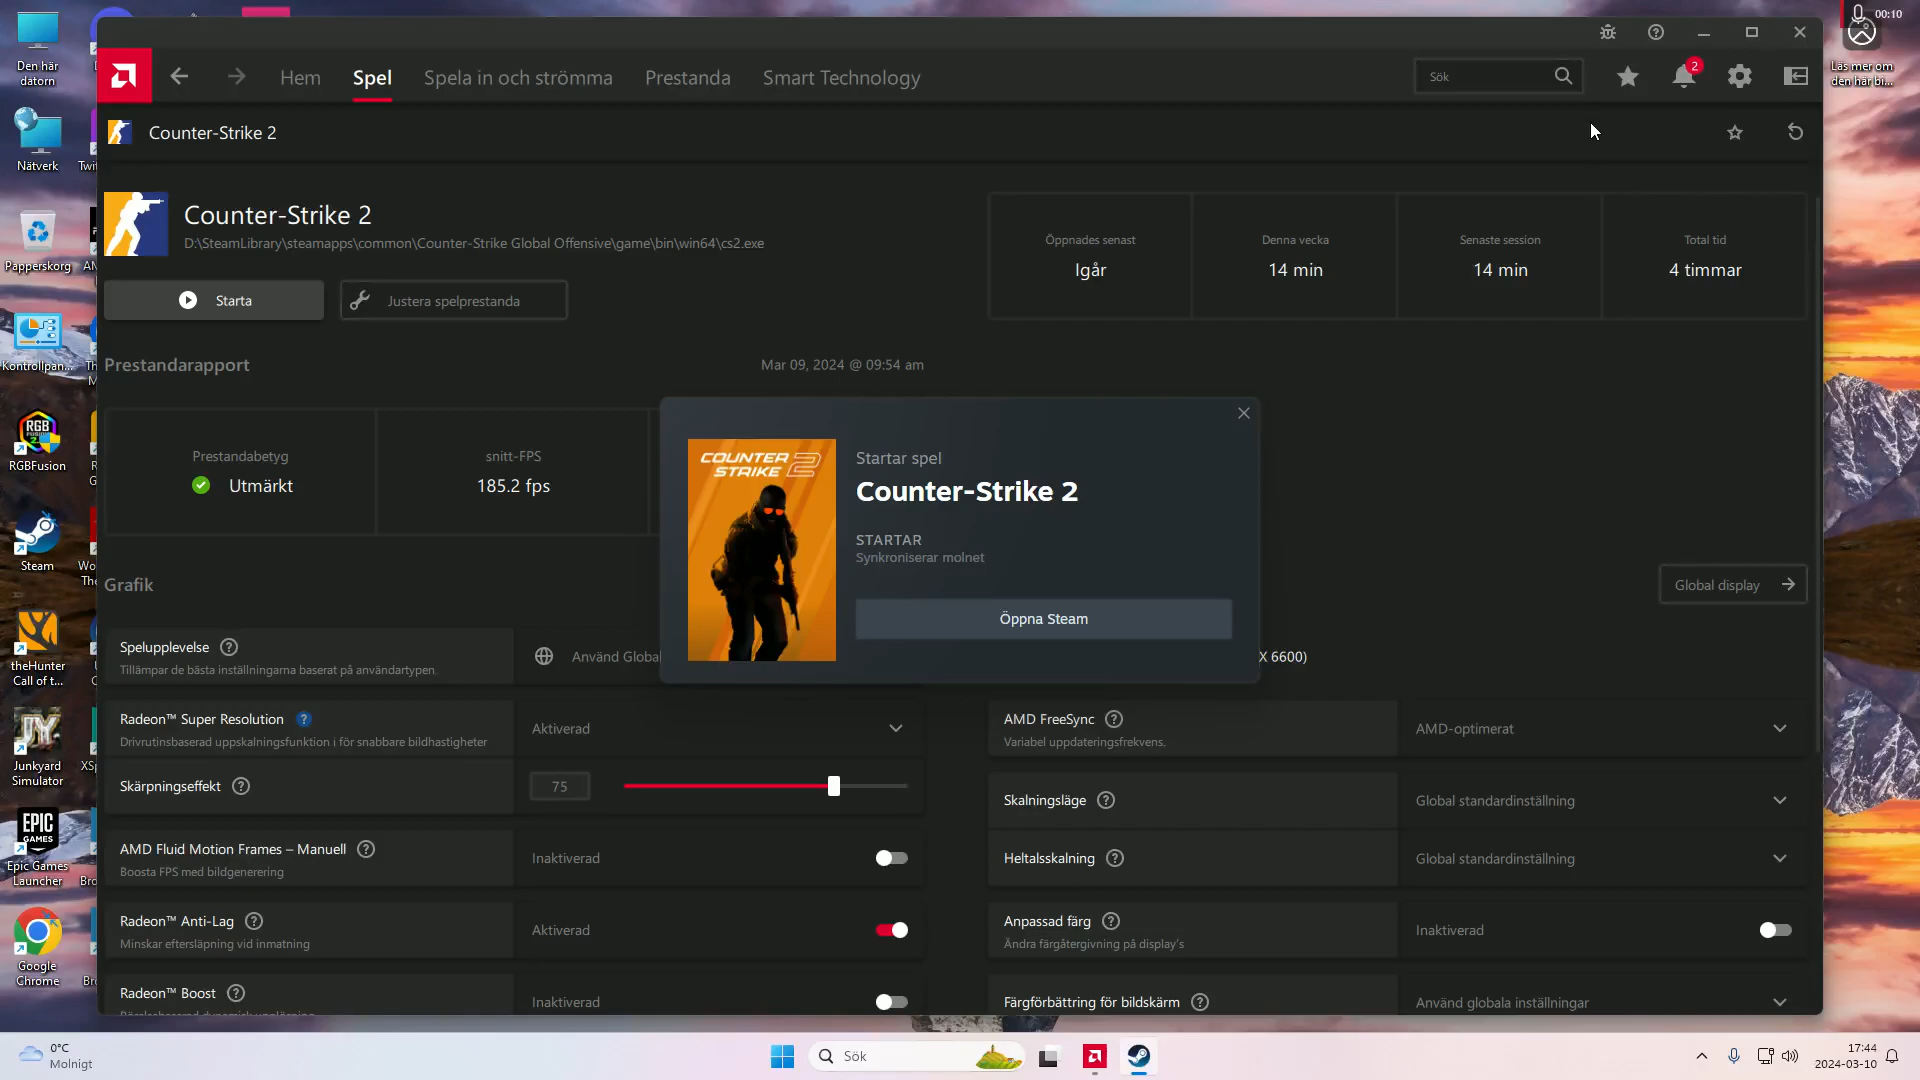 00:10
Den här
datorn
Läs mer om
den här bi...
Hem
Spel
Spela in och strömma
Prestanda
Smart Technology
Sök
2
Nätverk
Twit
Counter-Strike 2
Counter-Strike 2
D:\SteamLibrary\steamapps\common\Counter-Strike Global Offensive\game\bin\win64\cs2.exe
Öppnades senast
Igår
Denna vecka
14 min
Senaste session
14 min
Total tid
4 timmar
Papperskorg
Starta
Justera spelprestanda
Kontrollpan...
Prestandarapport
Mar 09, 2024 @ 09:54 am
Prestandabetyg
Utmärkt
snitt-FPS
185.2 fps
RGB
RGBFusion
COUNTER
STRIKE 2
Startar spel
Counter-Strike 2
STARTAR
Synkroniserar molnet
Öppna Steam
Steam
Grafik
Global display
Spelupplevelse
Tillämpar de bästa inställningarna baserat på användartypen.
Använd Global
X 6600)
theHunter
Call of t...
Radeon™ Super Resolution
Drivrutinsbaserad uppskalningsfunktion i för snabbare bildhastigheter
Aktiverad
AMD FreeSync
Variabel uppdateringsfrekvens.
AMD-optimerat
JY
Junkyard
Simulator
Skärpningseffekt
75
Skalningsläge
Global standardinställning
EPIC
GAMES
Epic Games
Launcher
AMD Fluid Motion Frames – Manuell
Boosta FPS med bildgenerering
Inaktiverad
Heltalsskalning
Global standardinställning
Radeon™ Anti-Lag
Minskar eftersläpning vid inmatning
Aktiverad
Anpassad färg
Ändra färgåtergivning på display's
Inaktiverad
Google
Chrome
Radeon™ Boost
Inaktiverad
Färgförbättring för bildskärm
Använd globala inställningar
0°C
Molnigt
Sök
17:44
2024-03-10